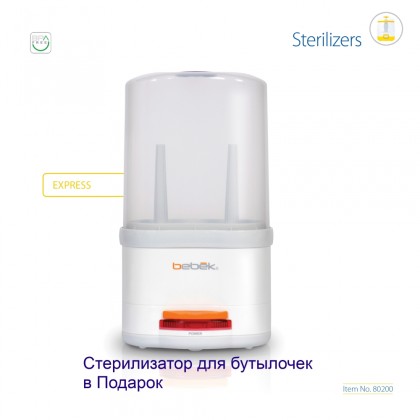 Sterilizers
EXPRESS
bebek
Стерилизатор для бутылочек
в Подарок
Item No. 80200